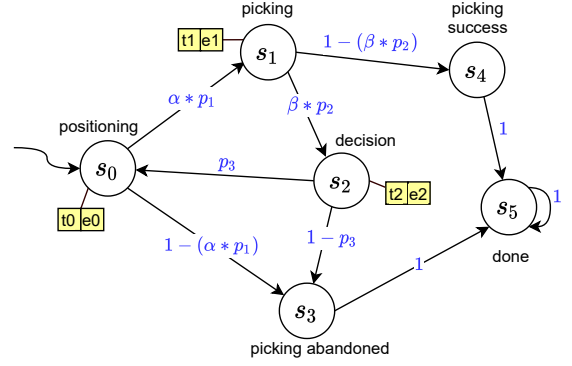 picking
picking
success
t1 e1
s₁
1 − (β * p₂)
s₄
α * p₁
β * p₂
positioning
decision
1
s₀
p₃
s₂
t2 e2
s₅
1
t0 e0
1 − (α * p₁)
1 − p₃
1
done
s₃
picking abandoned